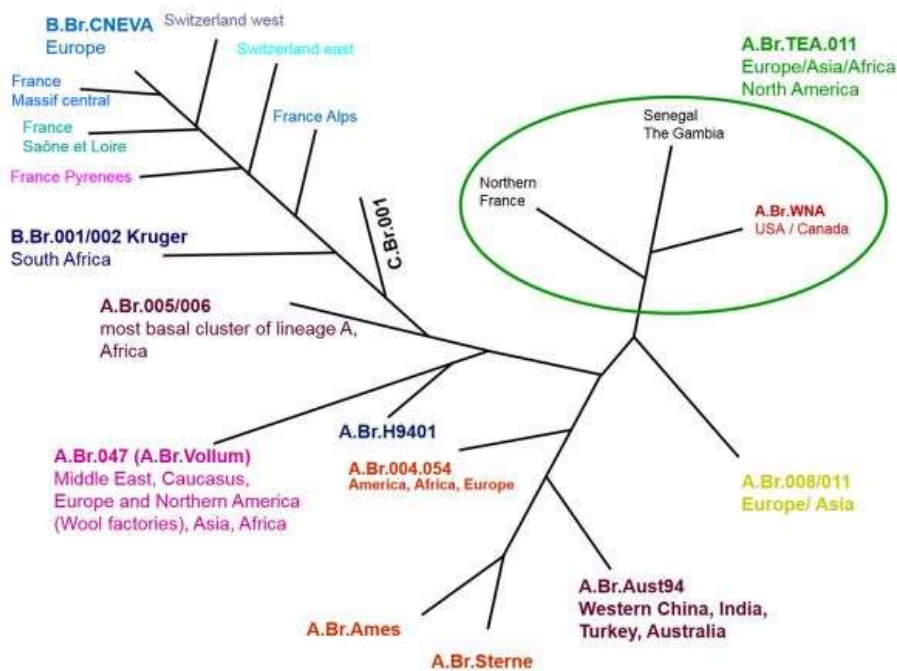 B.Br.CNEVA
Europe
Switzerland west
Switzerland east
France
Massif central
France
Saône et Loire
France Alps
France Pyrenees
B.Br.001/002 Kruger
South Africa
C.Br.001
A.Br.005/006
most basal cluster of lineage A,
Africa
A.Br.TEA.011
Europe/Asia/Africa
North America
Senegal
The Gambia
Northern
France
A.Br.WNA
USA / Canada
A.Br.H9401
A.Br.047 (A.Br.Vollum)
Middle East, Caucasus,
Europe and Northern America
(Wool factories), Asia, Africa
A.Br.004.054
America, Africa, Europe
A.Br.008/011
Europe/ Asia
A.Br.Aust94
Western China, India,
Turkey, Australia
A.Br.Ames
A.Br.Sterne